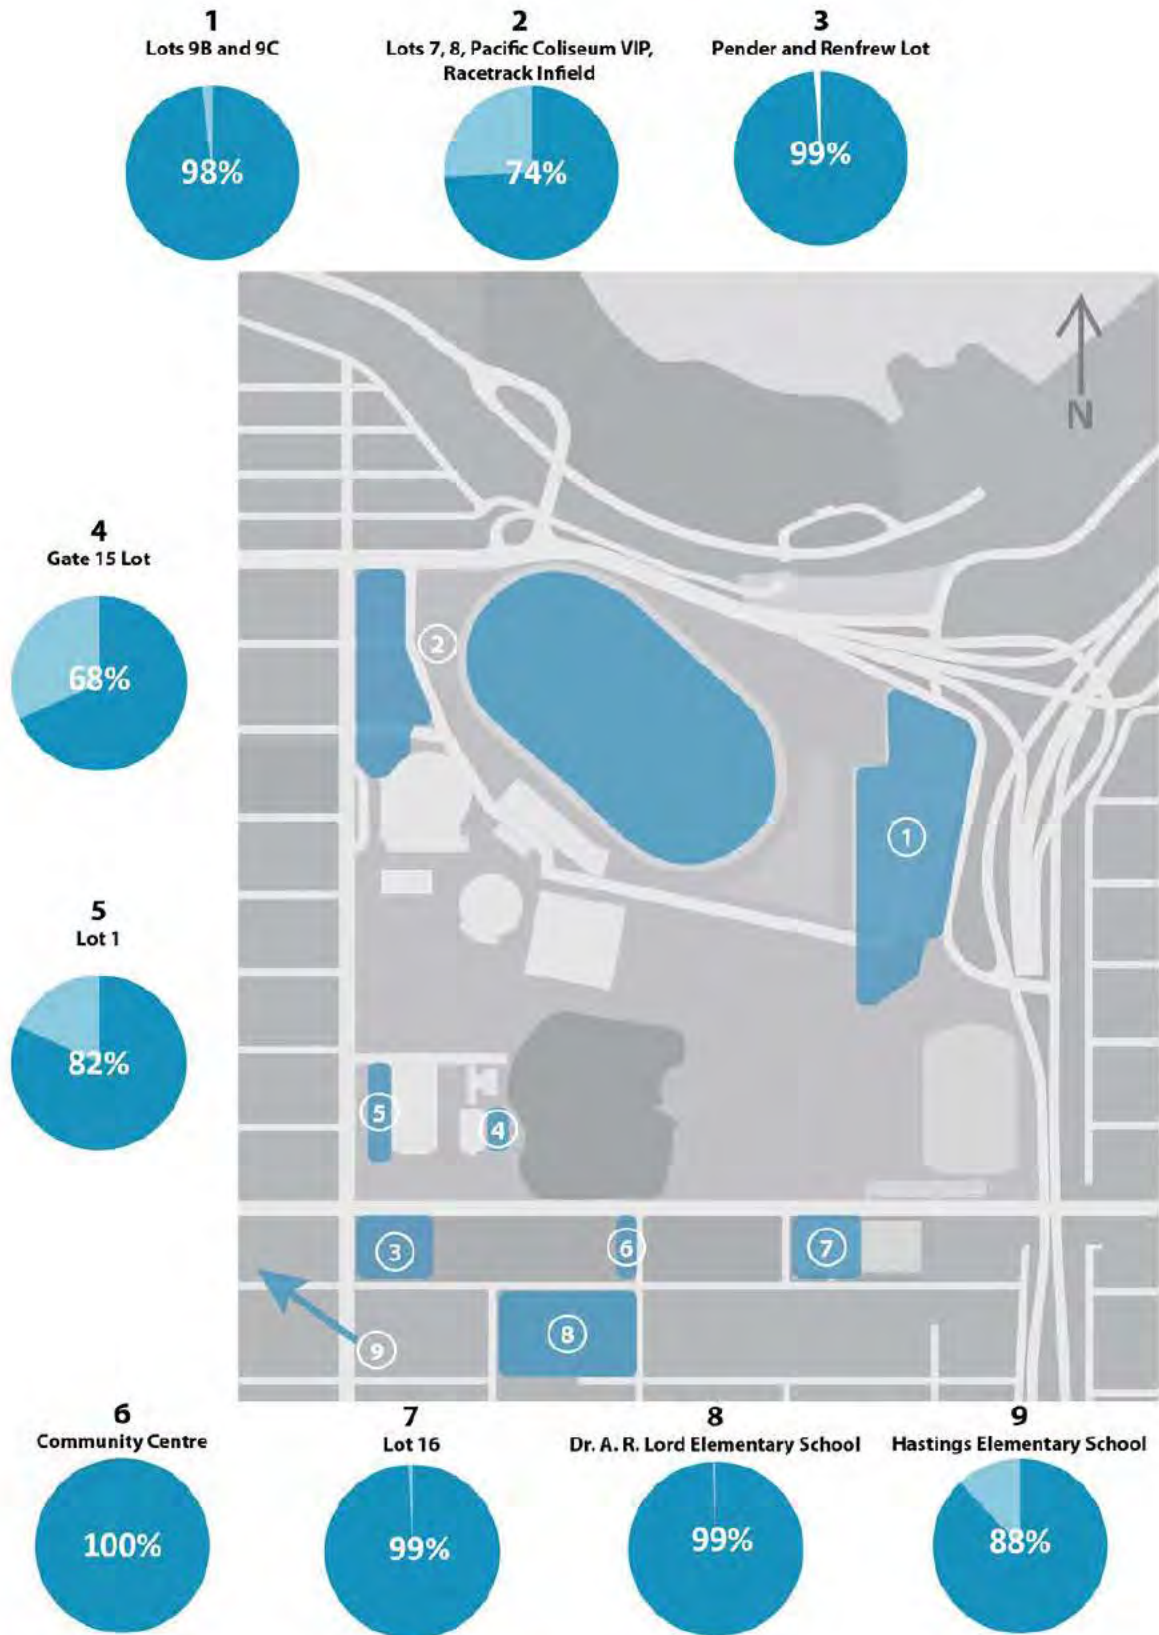 1
Lots 9B and 9C
98%
2
Lots 7, 8, Pacific Coliseum VIP,
Racetrack Infield
74%
3
Pender and Renfrew Lot
99%
N
4
Gate 15 Lot
68%
5
Lot 1
82%
2
1
5
4
3
6
7
8
9
6
Community Centre
100%
7
Lot 16
99%
8
Dr. A. R. Lord Elementary School
99%
9
Hastings Elementary School
88%